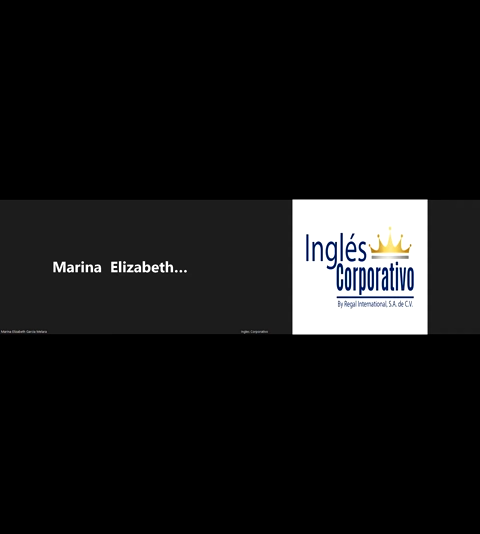 Marina Elizabeth...
Inglés
Corporativo
By Regal International, S.A. de C.V.
Marina Elizabeth Garcia Melara
Inglés Corporativo